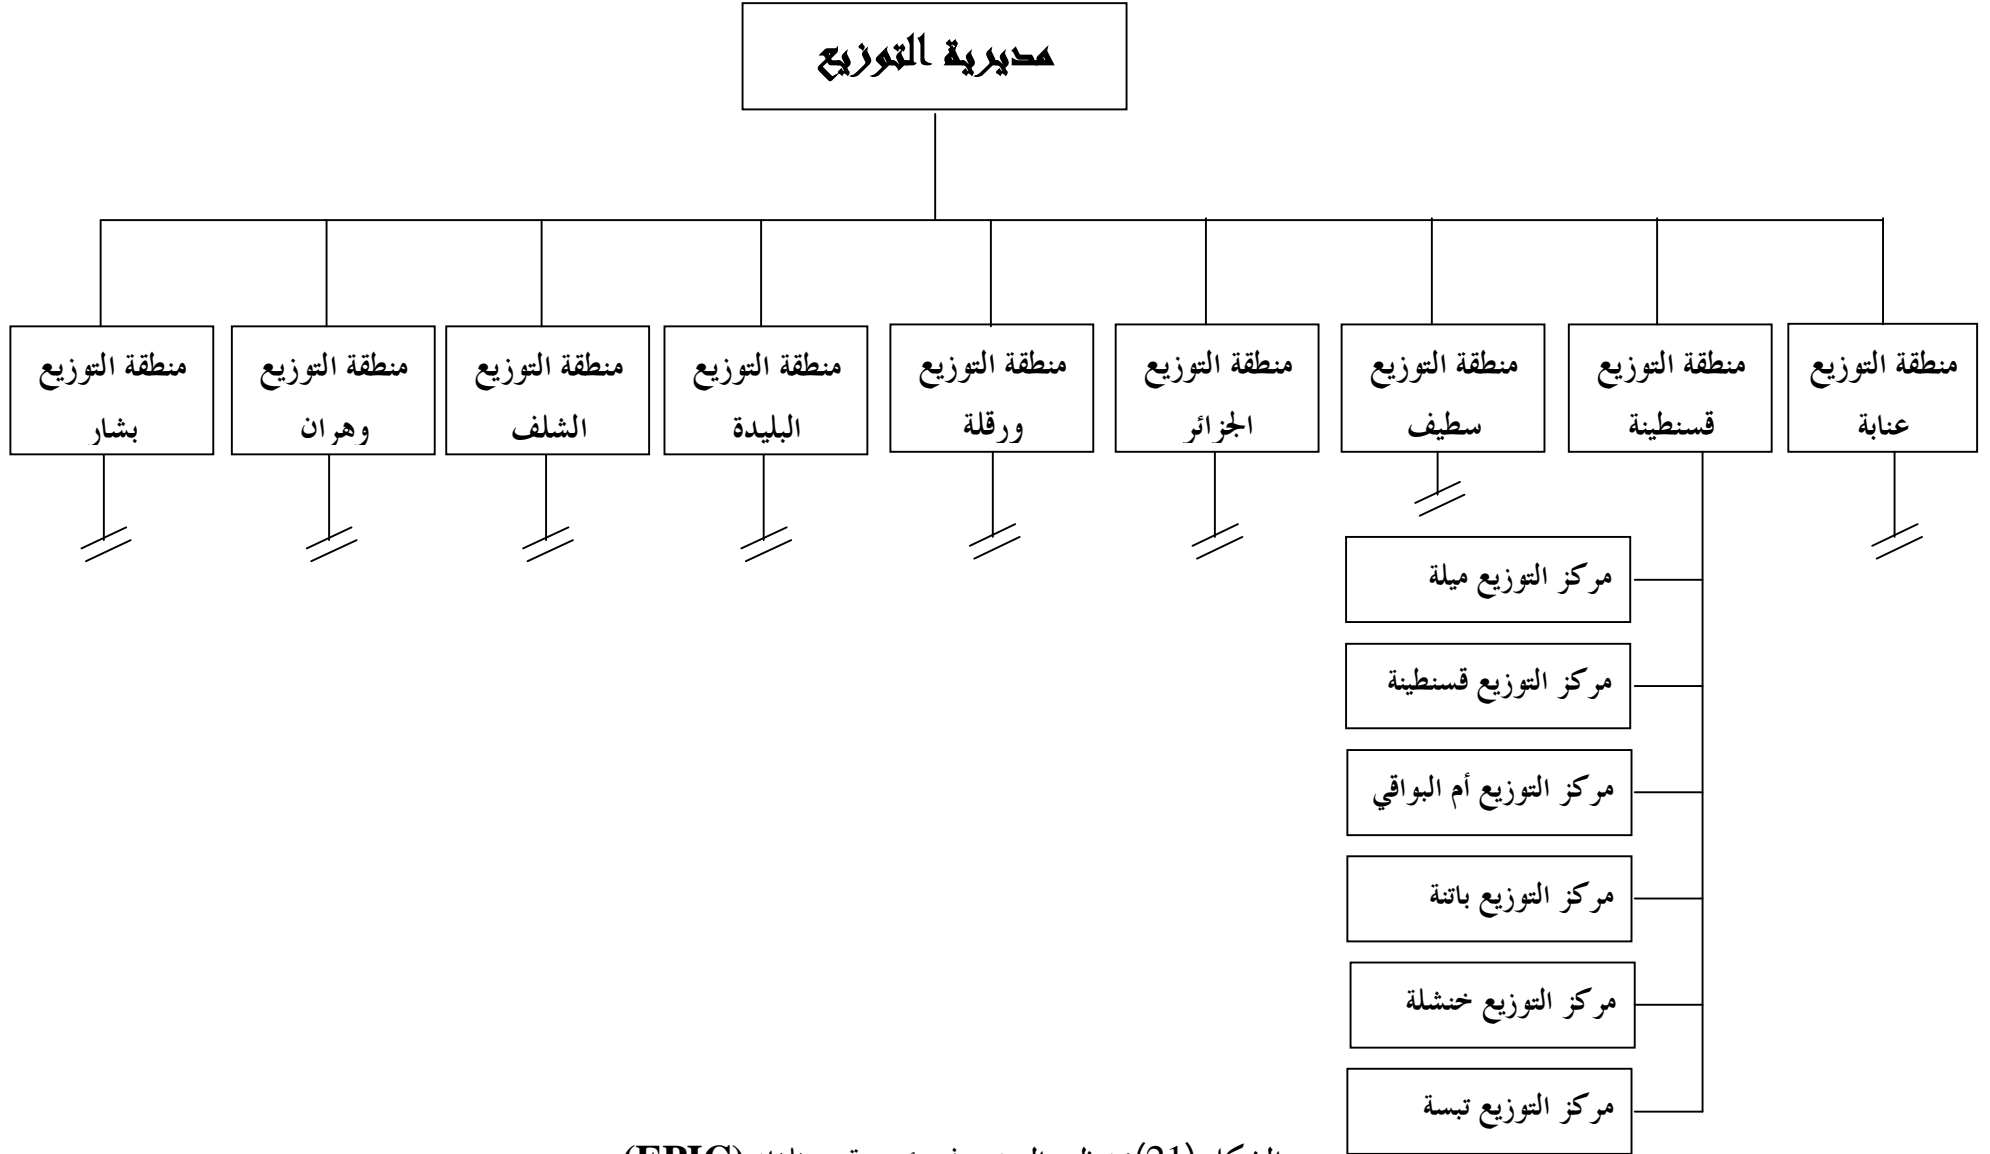 مديرية التوزيع
منطقة التوزيع
عنابة
منطقة التوزيع
قسنطينة
منطقة التوزيع
سطيف
منطقة التوزيع
الجزائر
منطقة التوزيع
ورقلة
منطقة التوزيع
البليدة
منطقة التوزيع
الشلف
منطقة التوزيع
وهران
منطقة التوزيع
بشار
مركز التوزيع ميلة
مركز التوزيع قسنطينة
مركز التوزيع أم البواقي
مركز التوزيع باتنة
مركز التوزيع خنشلة
مركز التوزيع تبسة
الشكل (21): (EPIC)